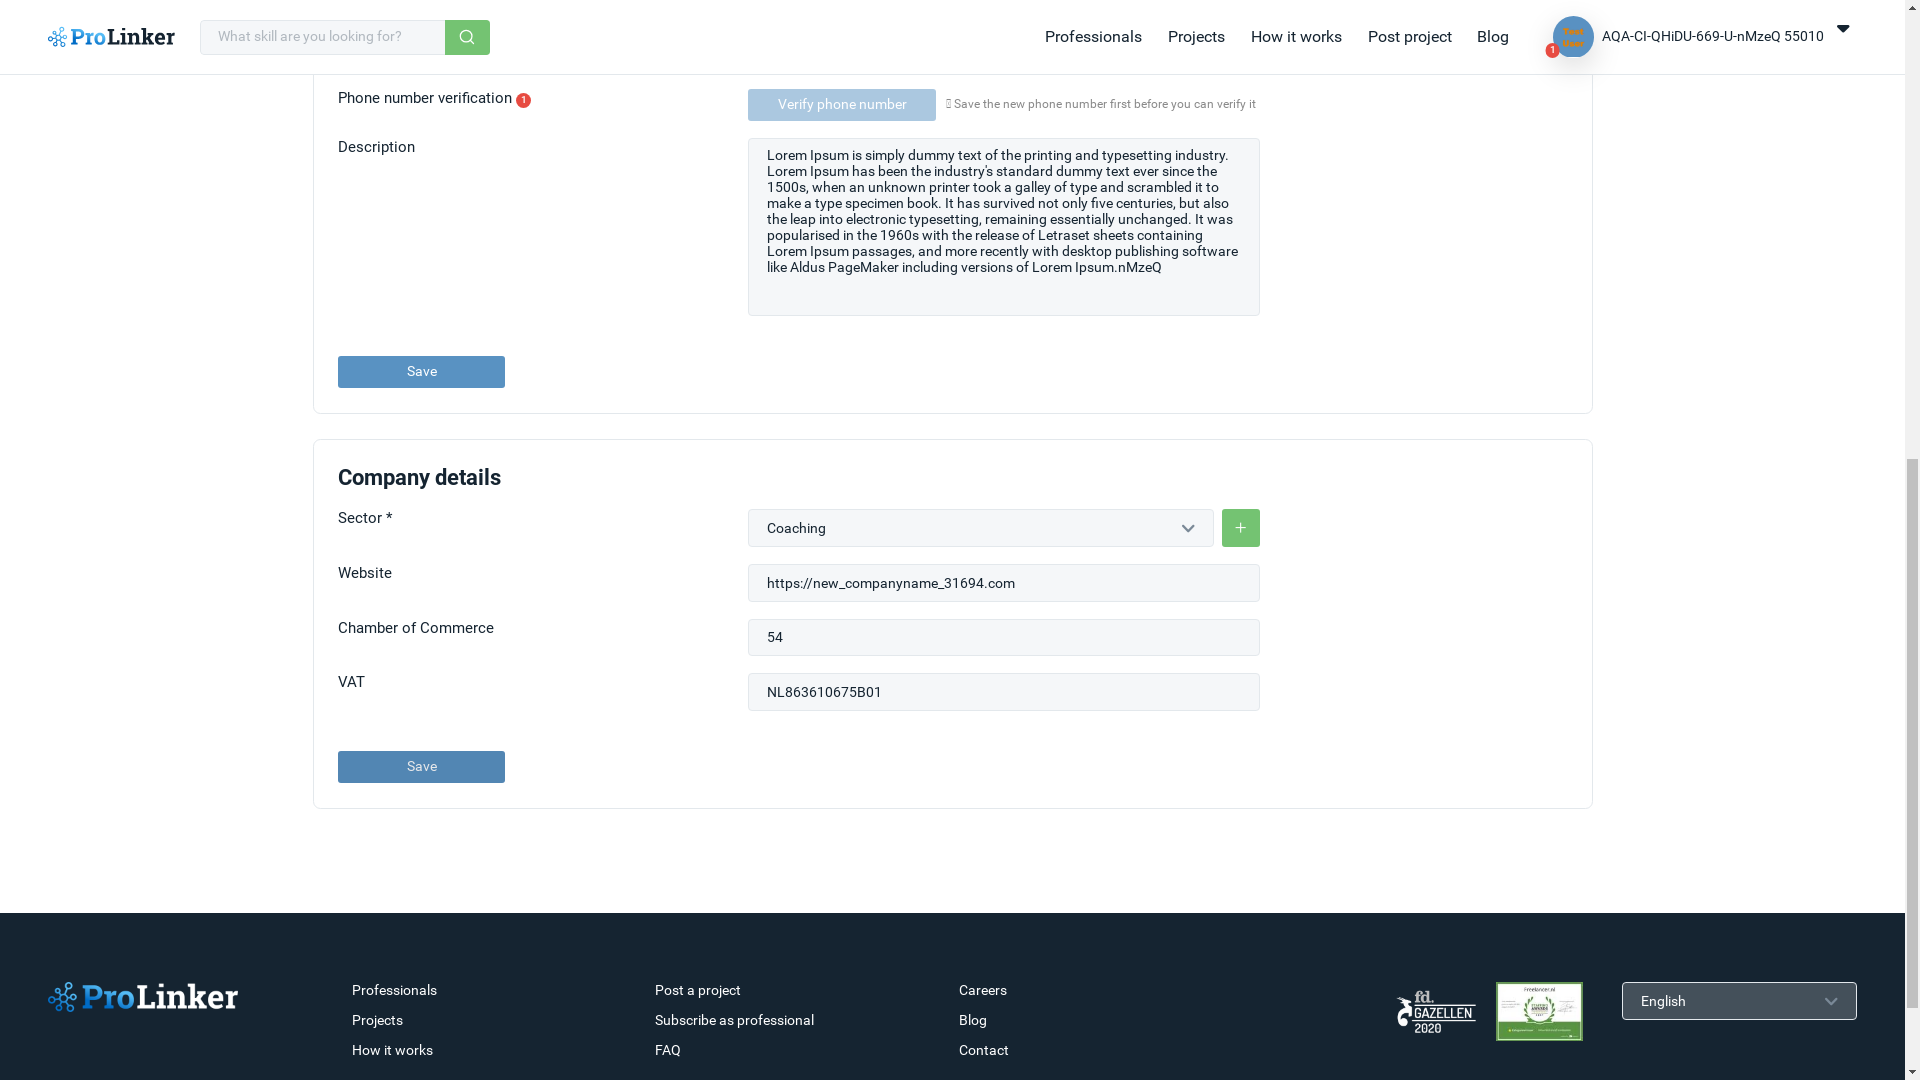 ProLinker
What skill are you looking for?
Professionals
Projects
How it works
Post project
Blog
1
AQA-CI-QHiDU-669-U-nMzeQ 55010
Phone number verification 1
Verify phone number
Save the new phone number first before you can verify it
Description
Lorem Ipsum is simply dummy text of the printing and typesetting industry.
Lorem Ipsum has been the industry's standard dummy text ever since the
1500s, when an unknown printer took a galley of type and scrambled it to
make a type specimen book. It has survived not only five centuries, but also
the leap into electronic typesetting, remaining essentially unchanged. It was
popularised in the 1960s with the release of Letraset sheets containing
Lorem Ipsum passages, and more recently with desktop publishing software
like Aldus PageMaker including versions of Lorem Ipsum.nMzeQ
Save
Company details
Sector *
Coaching
+
Website
https://new_companyname_31694.com
Chamber of Commerce
54
VAT
NL863610675B01
Save
ProLinker
Professionals
Projects
How it works
Post a project
Subscribe as professional
FAQ
Careers
Blog
Contact
fd.
GAZELLEN
2020
Freelancer.nl
English